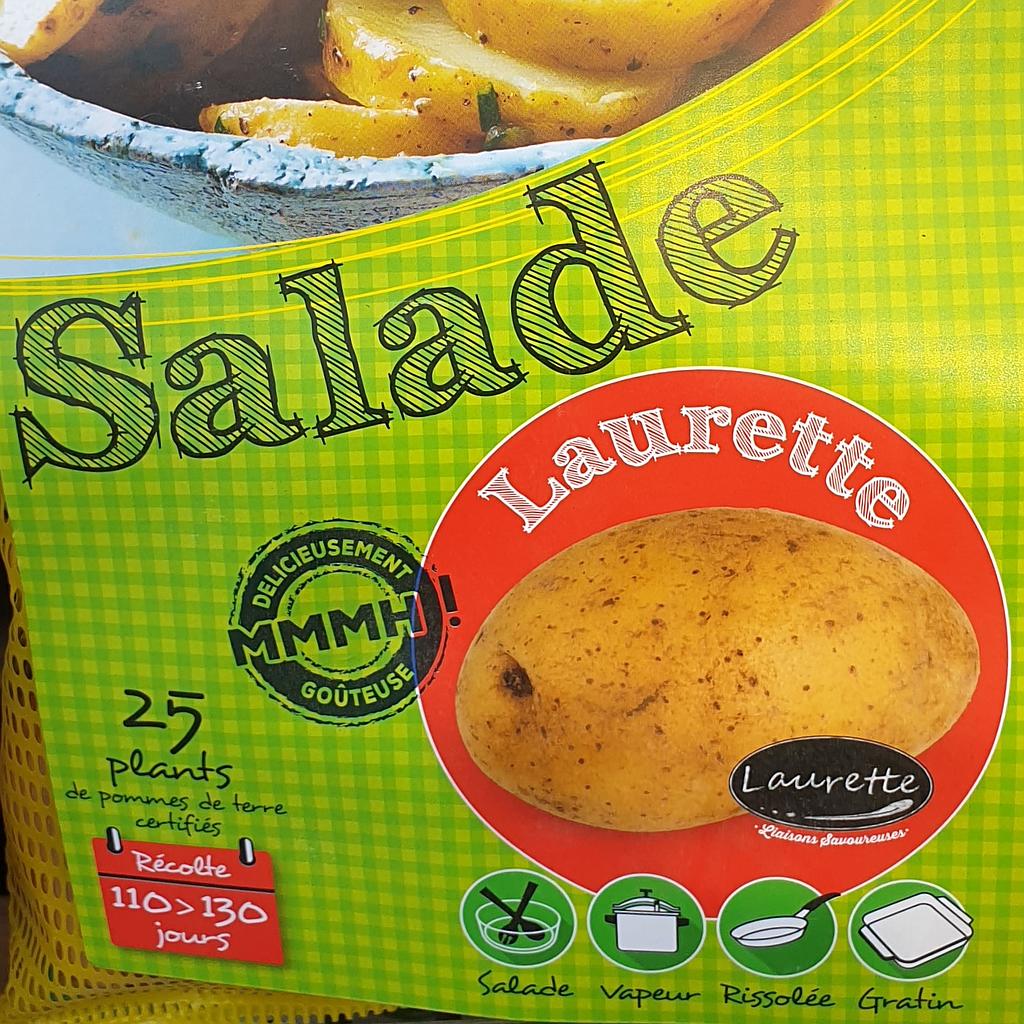 Salade
Laurette
DELICIEUSEMENT
MMMH!
GOÛTEUSE
25
plants
de pommes de terre
certifiés
Récolte
110>130
jours
Laurette
"Liaisons Savoureuses"
Salade Vapeur Rissolée Gratin